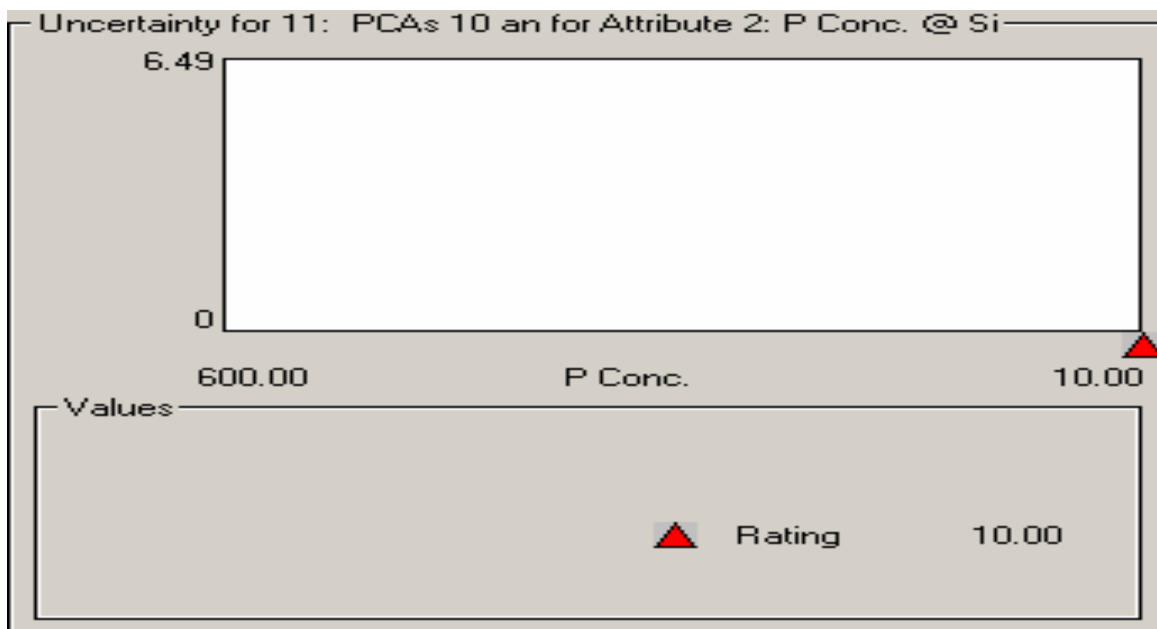 Uncertainty for 11: PCAs 10 an for Attribute 2: P Conc. @ Si
6.49
0
600.00 P Conc. 10.00
Values
Rating 10.00